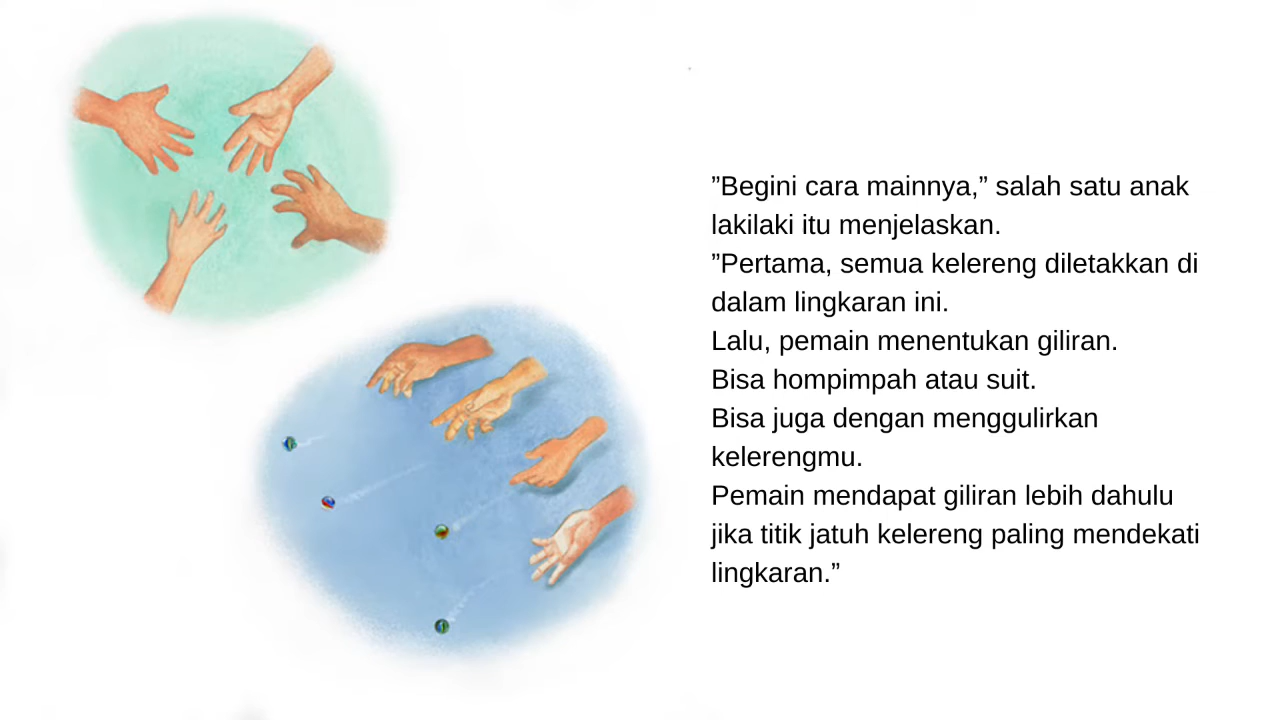 ”Begini cara mainnya,” salah satu anak
lakilaki itu menjelaskan.
”Pertama, semua kelereng diletakkan di
dalam lingkaran ini.
Lalu, pemain menentukan giliran.
Bisa hompimpah atau suit.
Bisa juga dengan menggulirkan
kelerengmu.
Pemain mendapat giliran lebih dahulu
jika titik jatuh kelereng paling mendekati
lingkaran.”